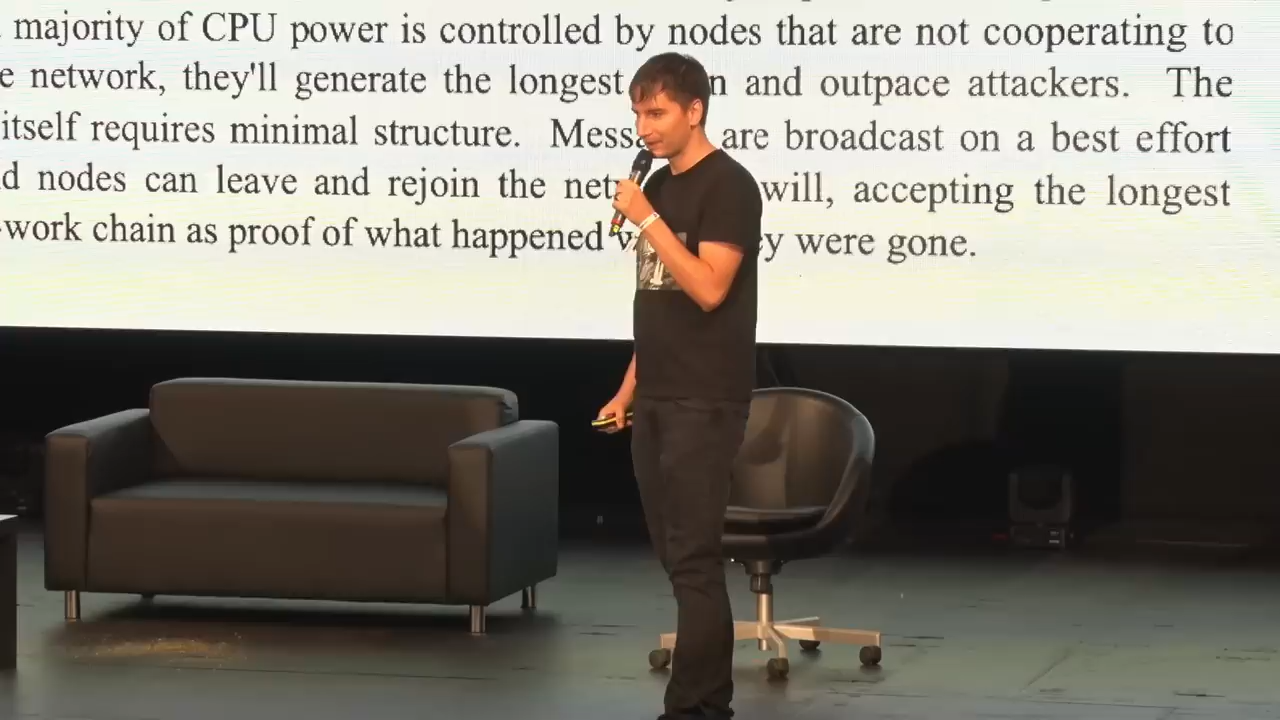 majority of CPU power is controlled by nodes that are not cooperating to
network, they'll generate the longest and outpace attackers. The
itself requires minimal structure. are broadcast on a best effort
nodes can leave and rejoin the will, accepting the longest
-work chain as proof of what happened were gone.